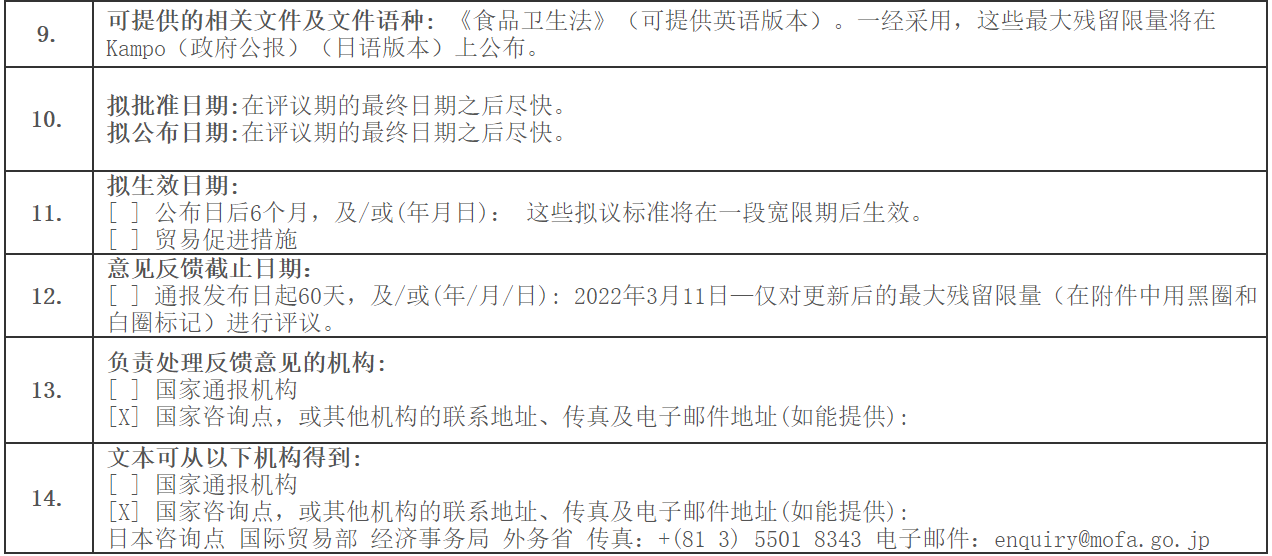 9.
可提供的相关文件及文件语种: 《食品卫生法》(可提供英语版本)。一经采用，这些最大残留限量将在
Kampo（政府公报）（日语版本）上公布。
10.
拟批准日期:在评议期的最终日期之后尽快。
拟公布日期:在评议期的最终日期之后尽快。
11.
拟生效日期:
[ ] 公布日后6个月，及/或(年月日): 这些拟议标准将在一段宽限期后生效。
[ ] 贸易促进措施
12.
意见反馈截止日期:
[ ] 通报发布日起60天，及/或(年/月/日): 2022年3月11日—仅对更新后的最大残留限量（在附件中用黑圈和
白圈标记）进行评议。
13.
负责处理反馈意见的机构:
[ ] 国家通报机构
[X] 国家咨询点，或其他机构的联系地址、传真及电子邮件地址(如能提供):
14.
文本可从以下机构得到:
[ ] 国家通报机构
[X] 国家咨询点，或其他机构的联系地址、传真及电子邮件地址(如能提供):
日本咨询点 国际贸易部 经济事务局 外务省 传真: +(81 3) 5501 8343 电子邮件: enquiry@mofa.go.jp